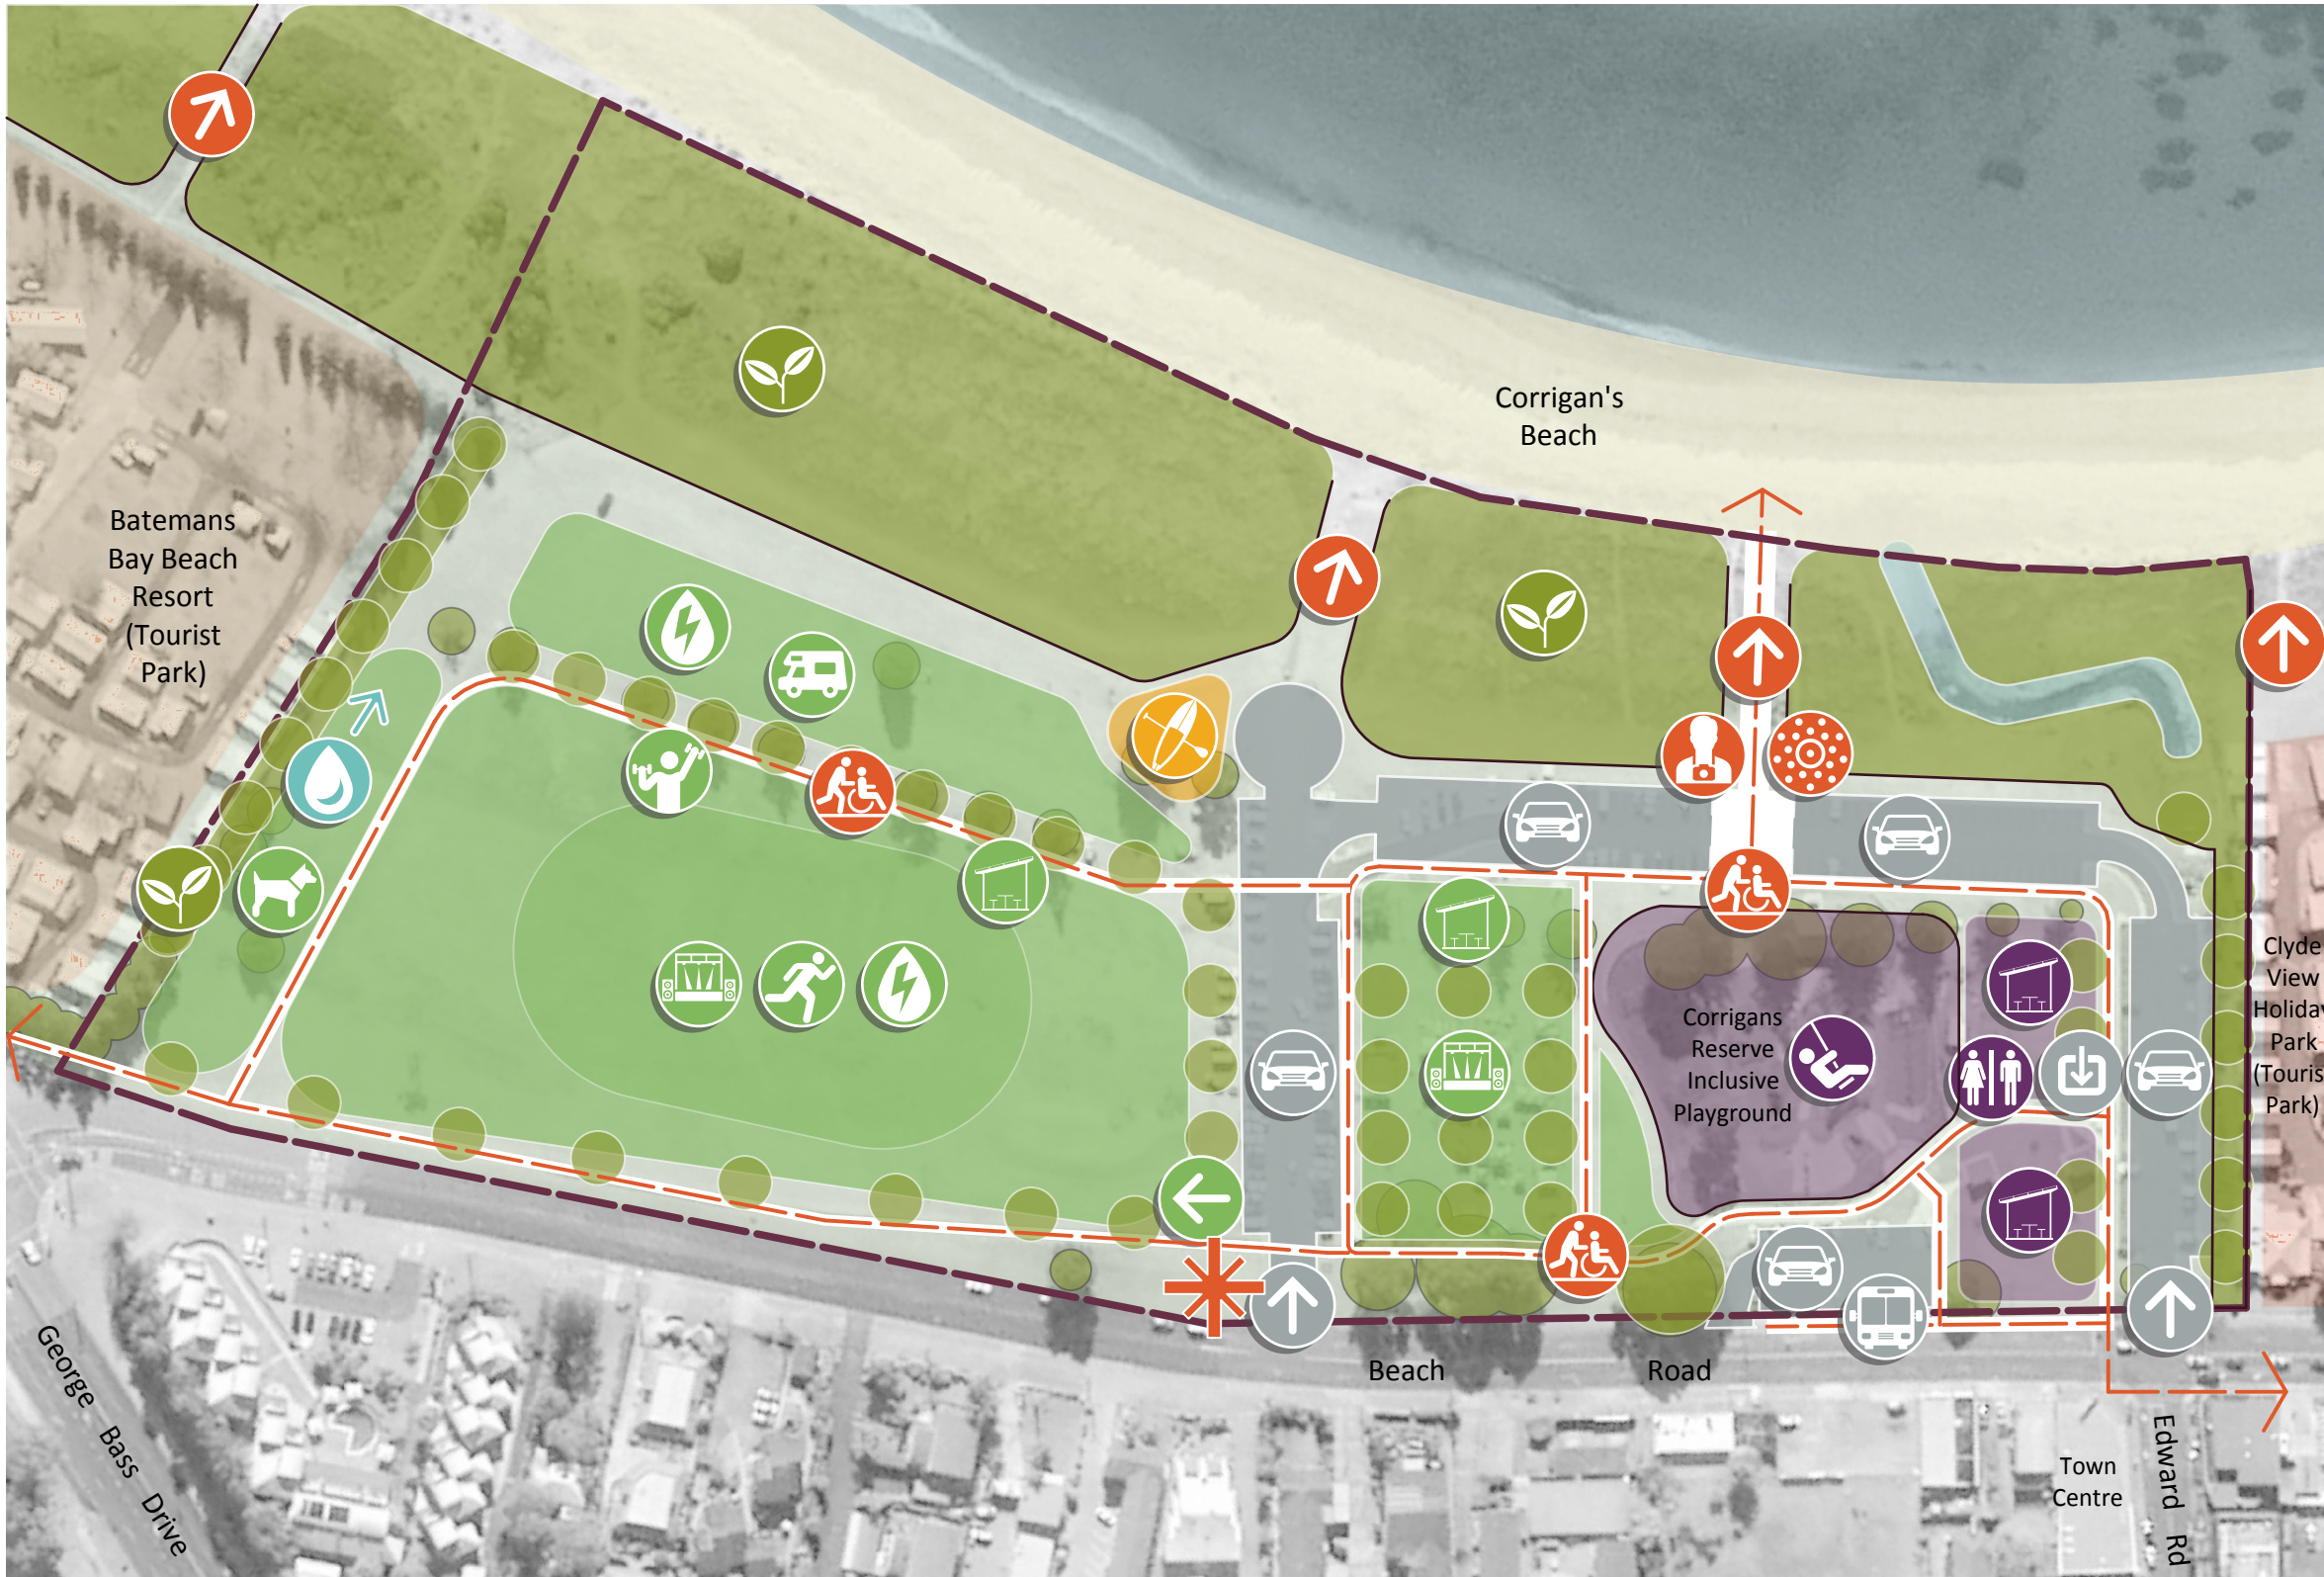 Corrigan's
Beach
Batemans
Bay Beach
Resort
(Tourist
Park)
Clyde
View
Holiday
Park
(Touris
Park)
Corrigans
Reserve
Inclusive
Playground
Beach Road
George Bass Drive
Town
Centre
Edward Rd